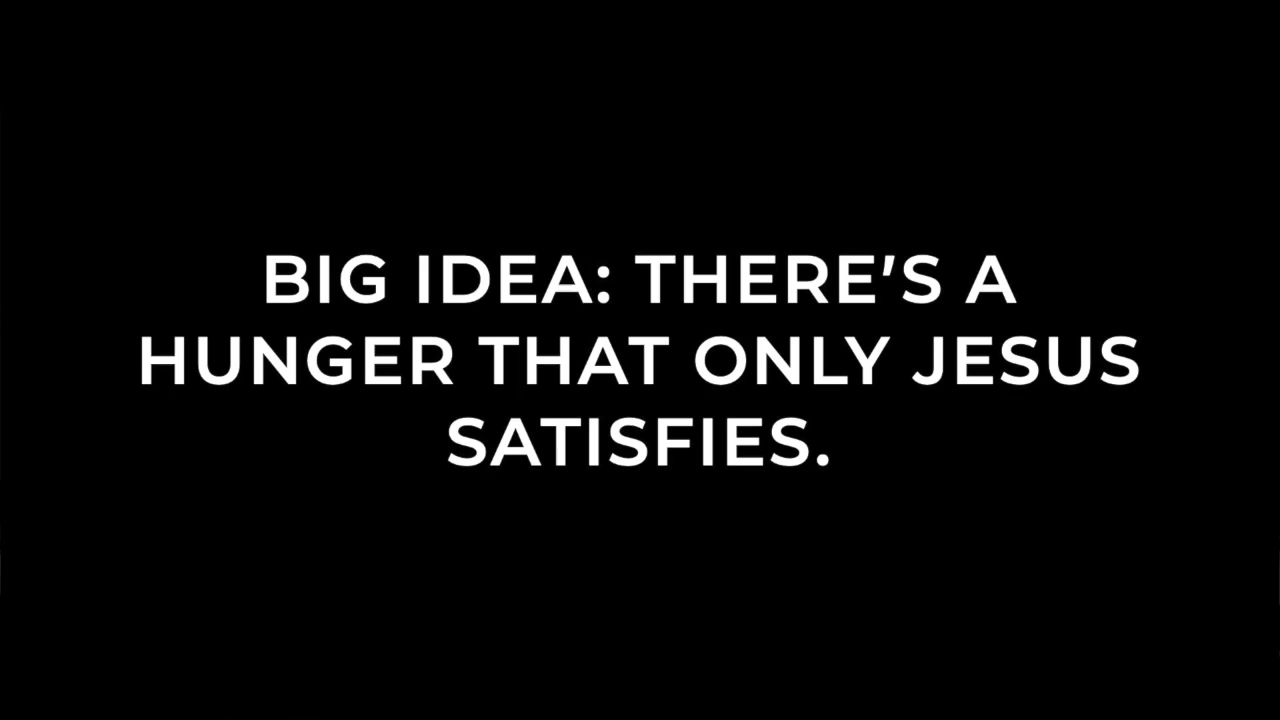 BIG IDEA: THERE'S A
HUNGER THAT ONLY JESUS
SATISFIES.